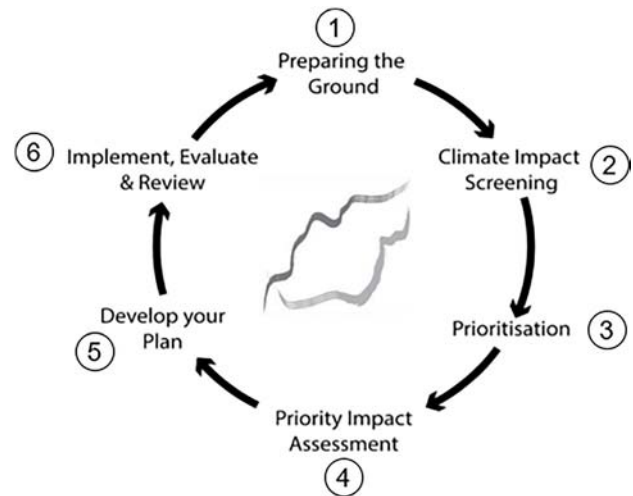 1
Preparing the
Ground
2
Climate Impact
Screening
3
Prioritisation
4
Priority Impact
Assessment
5
Develop your
Plan
6
Implement, Evaluate
& Review